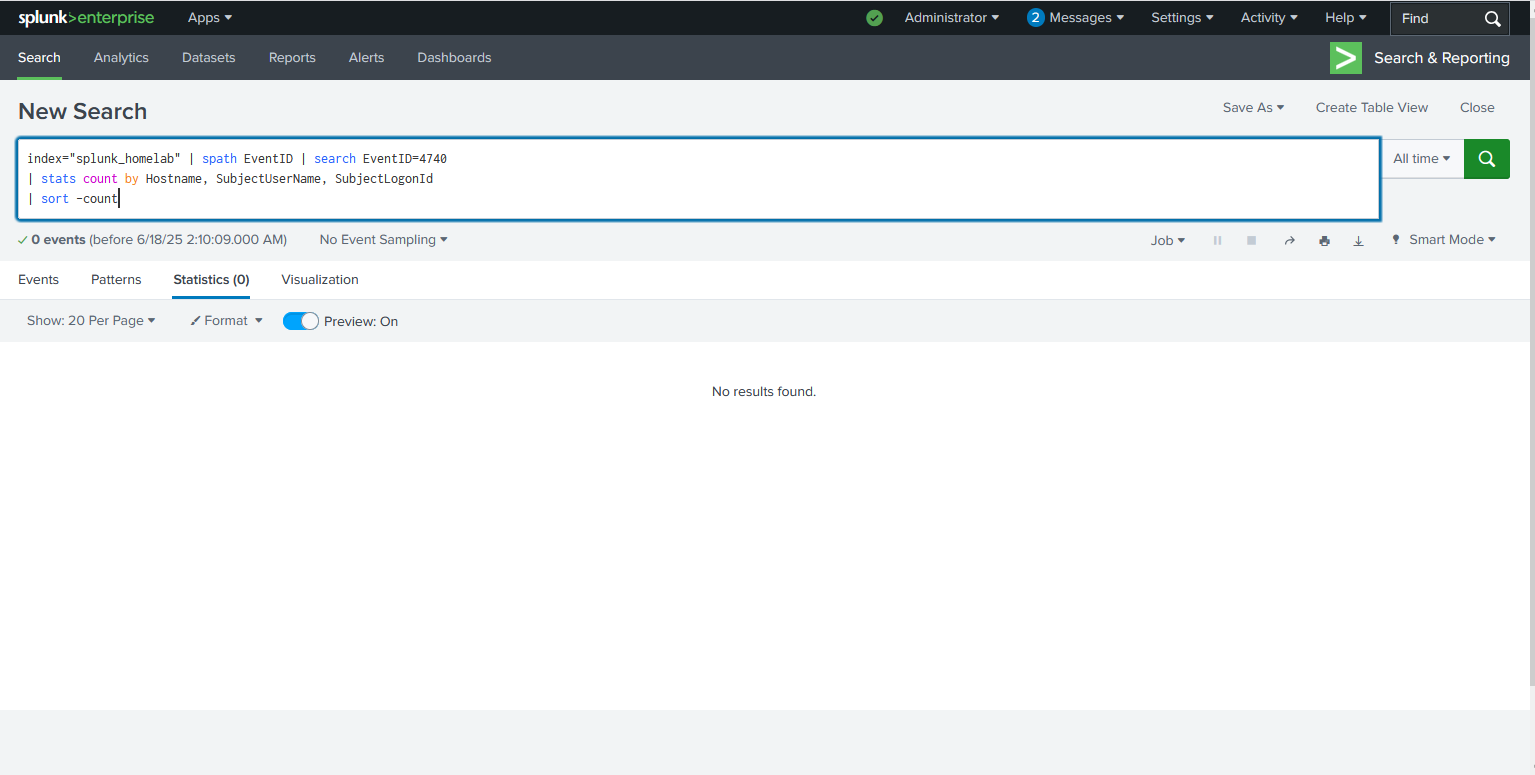 splunk>enterprise Apps Administrator 2 Messages Settings Activity Help Find
Search Analytics Datasets Reports Alerts Dashboards > Search & Reporting
New Search Save As Create Table View Close
index="splunk_homelab" | spath EventID | search EventID=4740
| stats count by Hostname, SubjectUserName, SubjectLogonId
| sort -count
All time
0 events (before 6/18/25 2:10:09.000 AM) No Event Sampling Job Smart Mode
Events Patterns Statistics (0) Visualization
Show: 20 Per Page Format Preview: On
No results found.